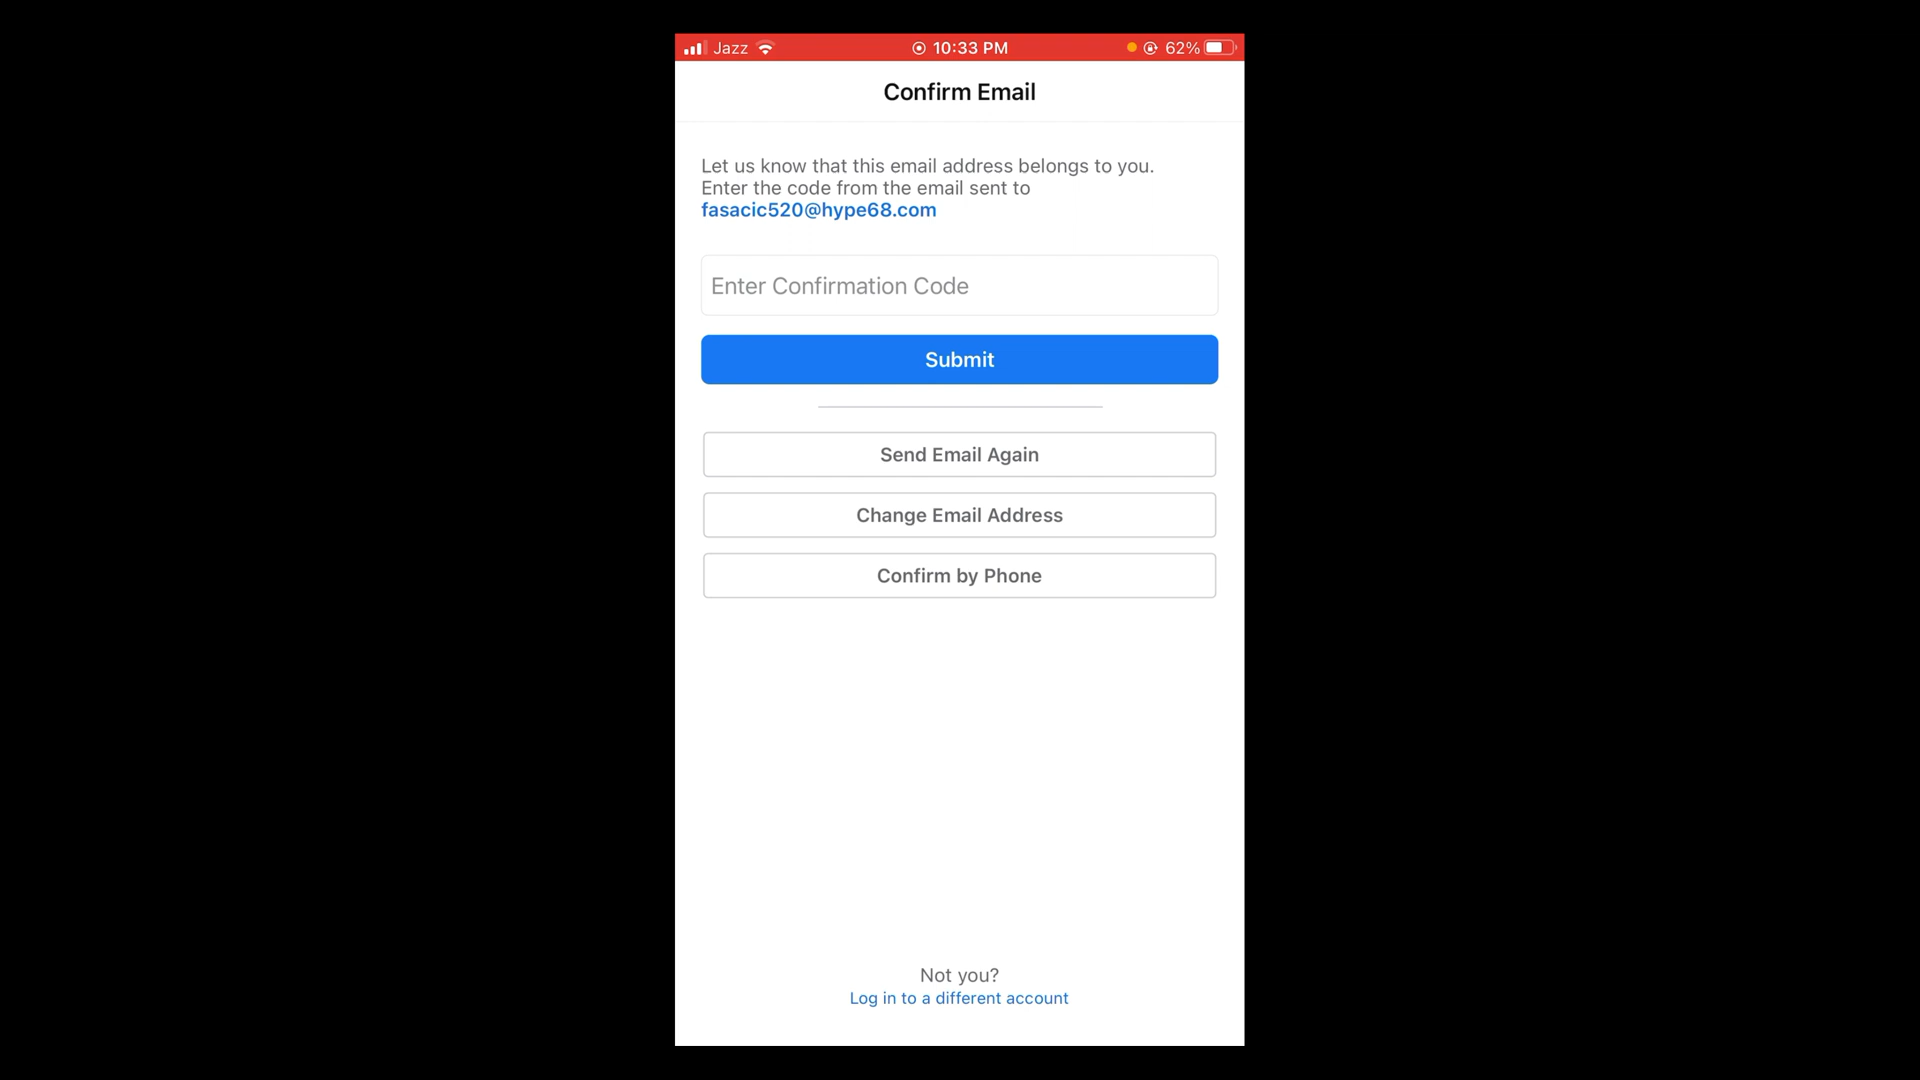 Jazz 10:33 PM 62%
Confirm Email
Let us know that this email address belongs to you.
Enter the code from the email sent to
fasacic520@hype68.com
Enter Confirmation Code
Submit
Send Email Again
Change Email Address
Confirm by Phone
Not you?
Log in to a different account